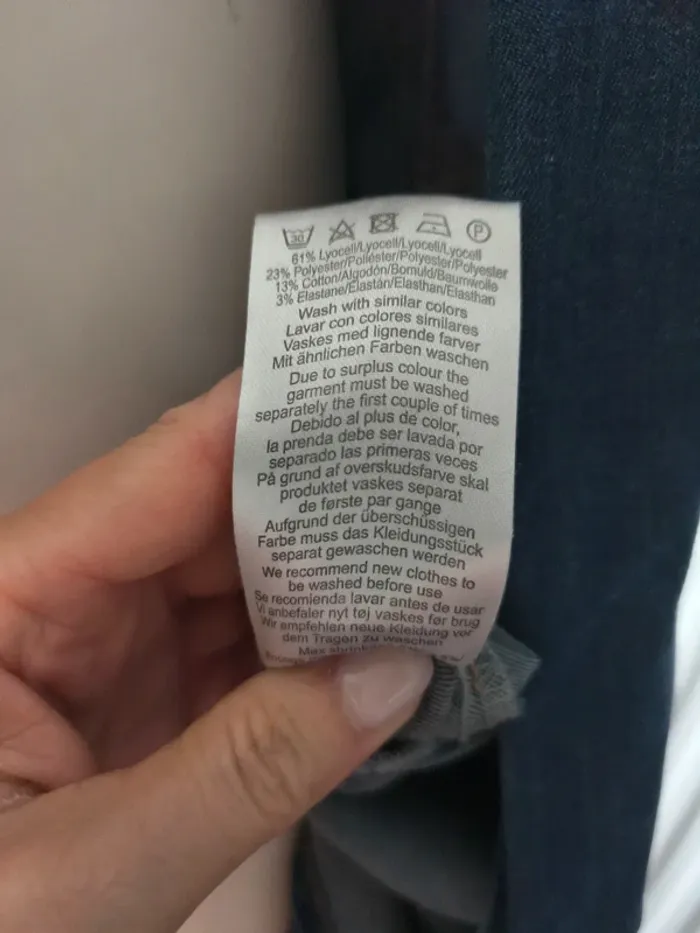 30 P
61% Lyocell/Lyocell/Lyocell/Lyocell
23% Polyester/Poliéster/Polyester/Polyester
13% Cotton/Algodón/Bomuld/Baumwolle
3% Elastane/Elastán/Elasthan/Elasthan
Wash with similar colors
Lavar con colores similares
Vaskes med lignende farver
Mit ähnlichen Farben waschen
Due to surplus colour the
garment must be washed
separately the first couple of times
Debido al plus de color,
la prenda debe ser lavada por
separado las primeras veces
På grund af overskudsfarve skal
produktet vaskes separat
de første par gange
Aufgrund der überschüssigen
Farbe muss das Kleidungsstück
separat gewaschen werden
We recommend new clothes to
be washed before use
Se recomienda lavar antes de usar
Vi anbefaler nyt tøj vaskes før brug
Wir empfehlen neue Kleidung vor
dem Tragen zu waschen
Max